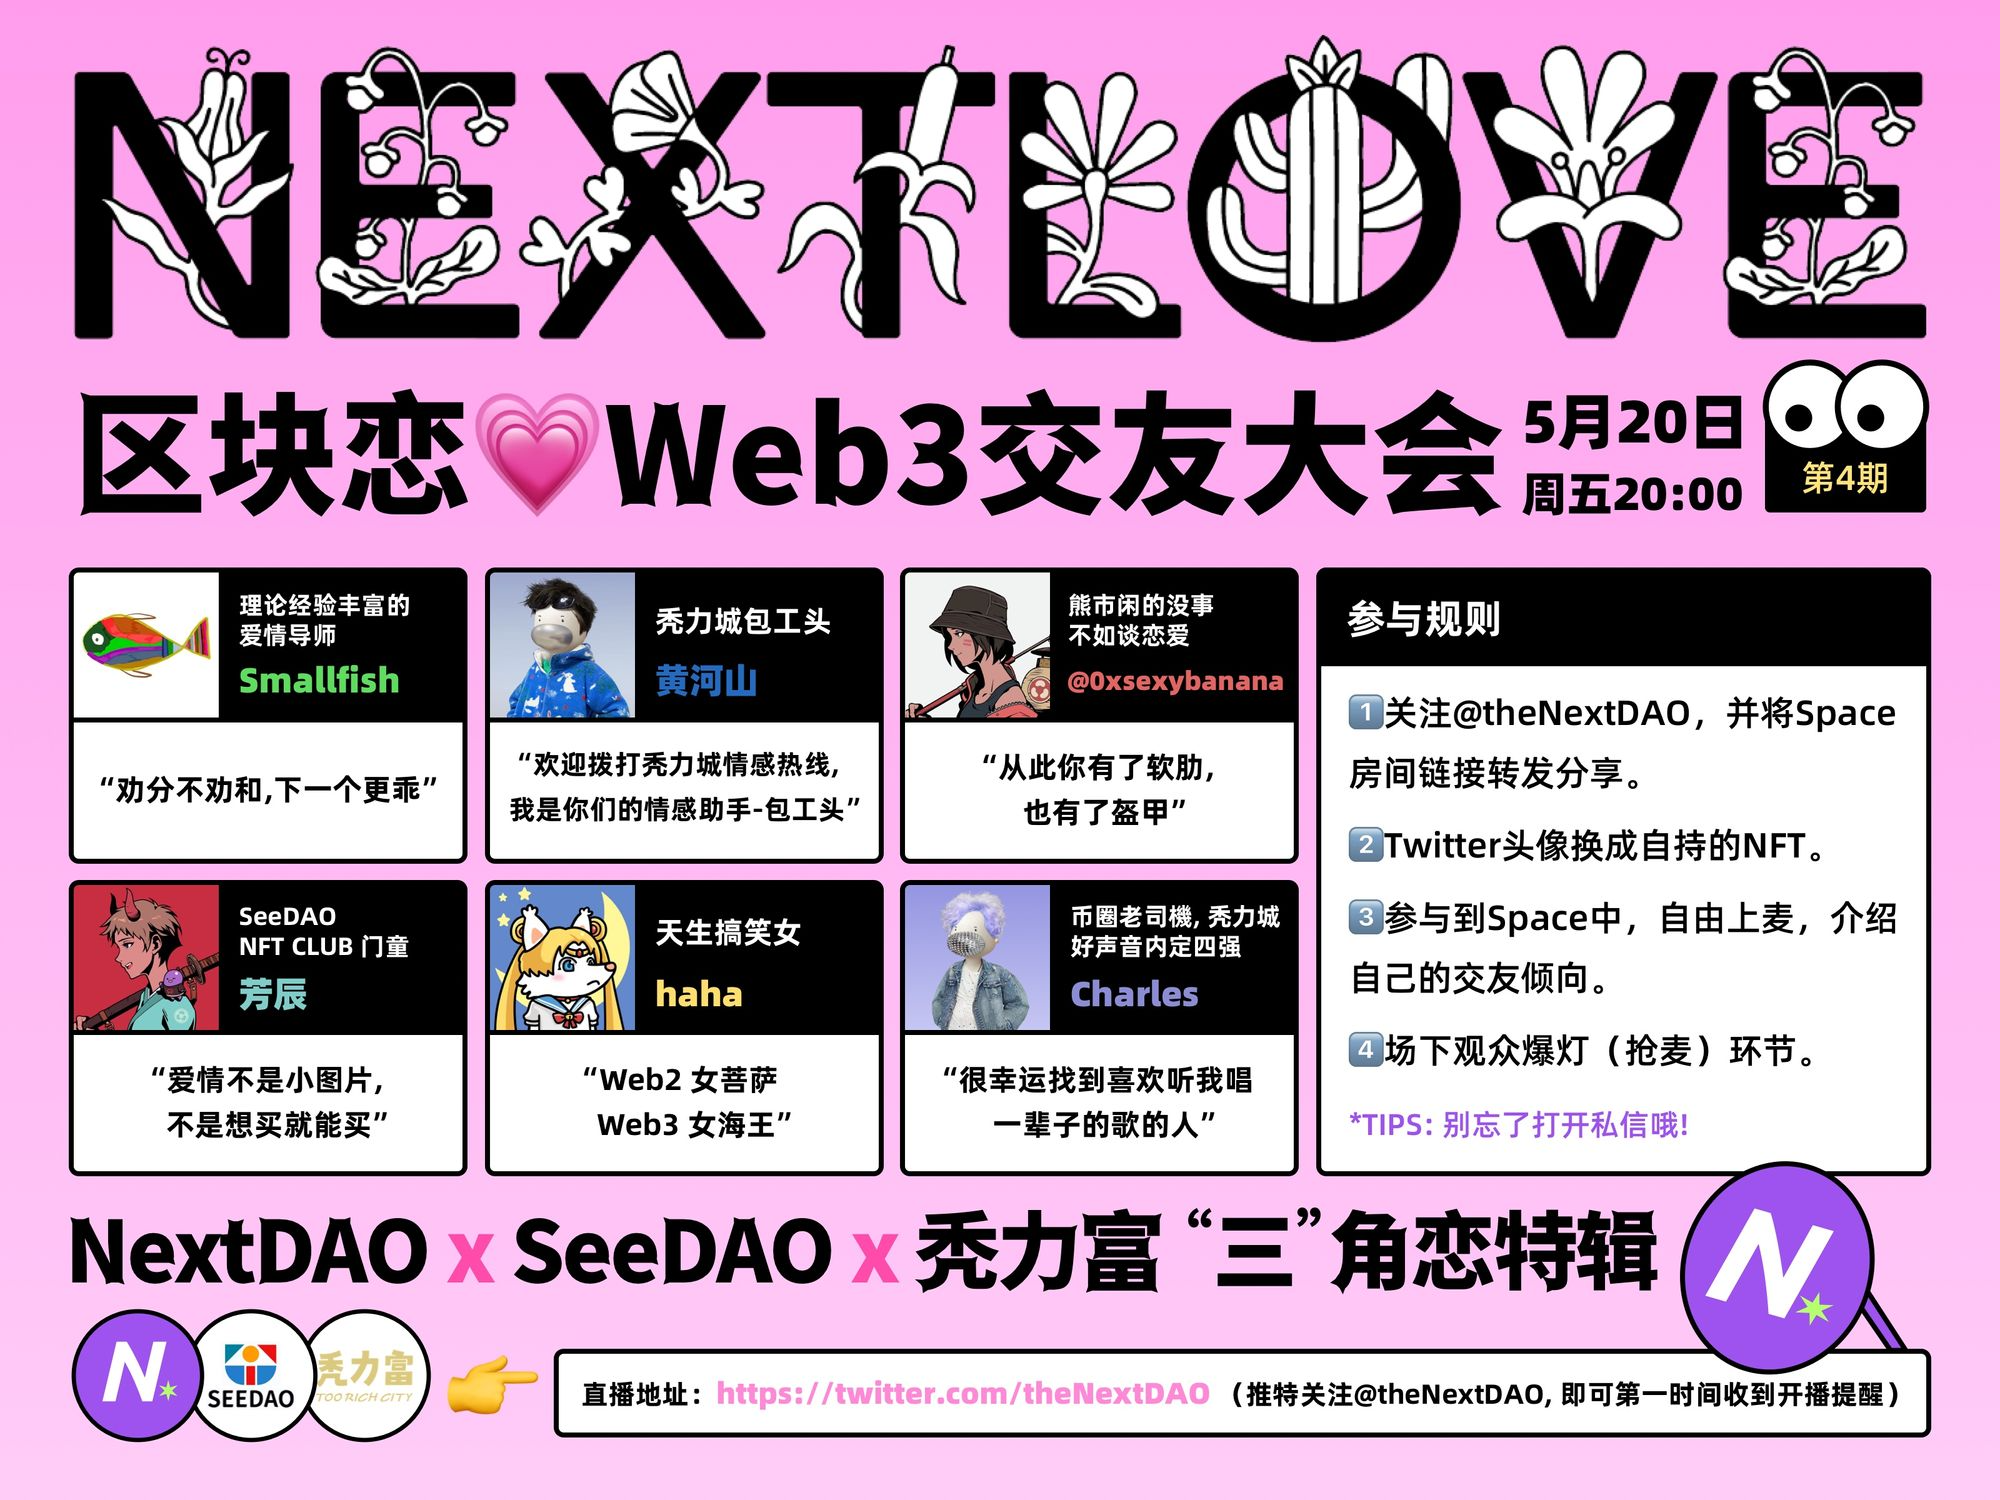 NEXTLOVE
区块恋💗Web3交友大会
5月20日
周五20:00
第4期
理论经验丰富的
爱情导师
Smallfish
“劝分不劝和,下一个更乖”
秃力城包工头
黄河山
“欢迎拨打秃力城情感热线,
我是你们的情感助手-包工头”
熊市闲的没事
不如谈恋爱
@0xsexybanana
“从此你有了软肋,
也有了盔甲”
SeeDAO
NFT CLUB 门童
芳辰
“爱情不是小图片,
不是想买就能买”
天生搞笑女
haha
“Web2 女菩萨
Web3 女海王”
币圈老司機, 秃力城
好声音内定四强
Charles
“很幸运找到喜欢听我唱
一辈子的歌的人”
参与规则
1️⃣关注@theNextDAO，并将Space
房间链接转发分享。
2️⃣Twitter头像换成自持的NFT。
3️⃣参与到Space中，自由上麦，介绍
自己的交友倾向。
4️⃣场下观众爆灯（抢麦）环节。
*TIPS: 别忘了打开私信哦!
NextDAO x SeeDAO x 秃力富 “三”角恋特辑
N
N
SEEDAO
秃力富
TOO RICH CITY
直播地址：https://twitter.com/theNextDAO（推特关注@theNextDAO, 即可第一时间收到开播提醒）